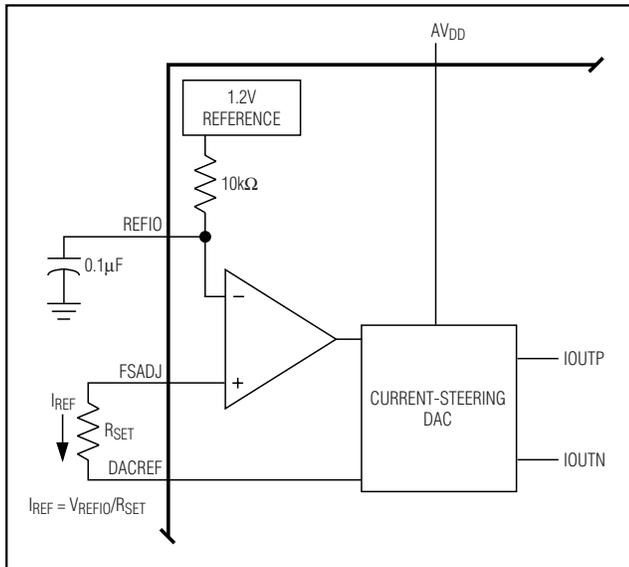 AVDD
1.2V
REFERENCE
10kΩ
REFIO
0.1µF
−
+
FSADJ
IREF
RSET
DACREF
CURRENT-STEERING
DAC
IOUTP
IOUTN
IREF = VREFIO/RSET